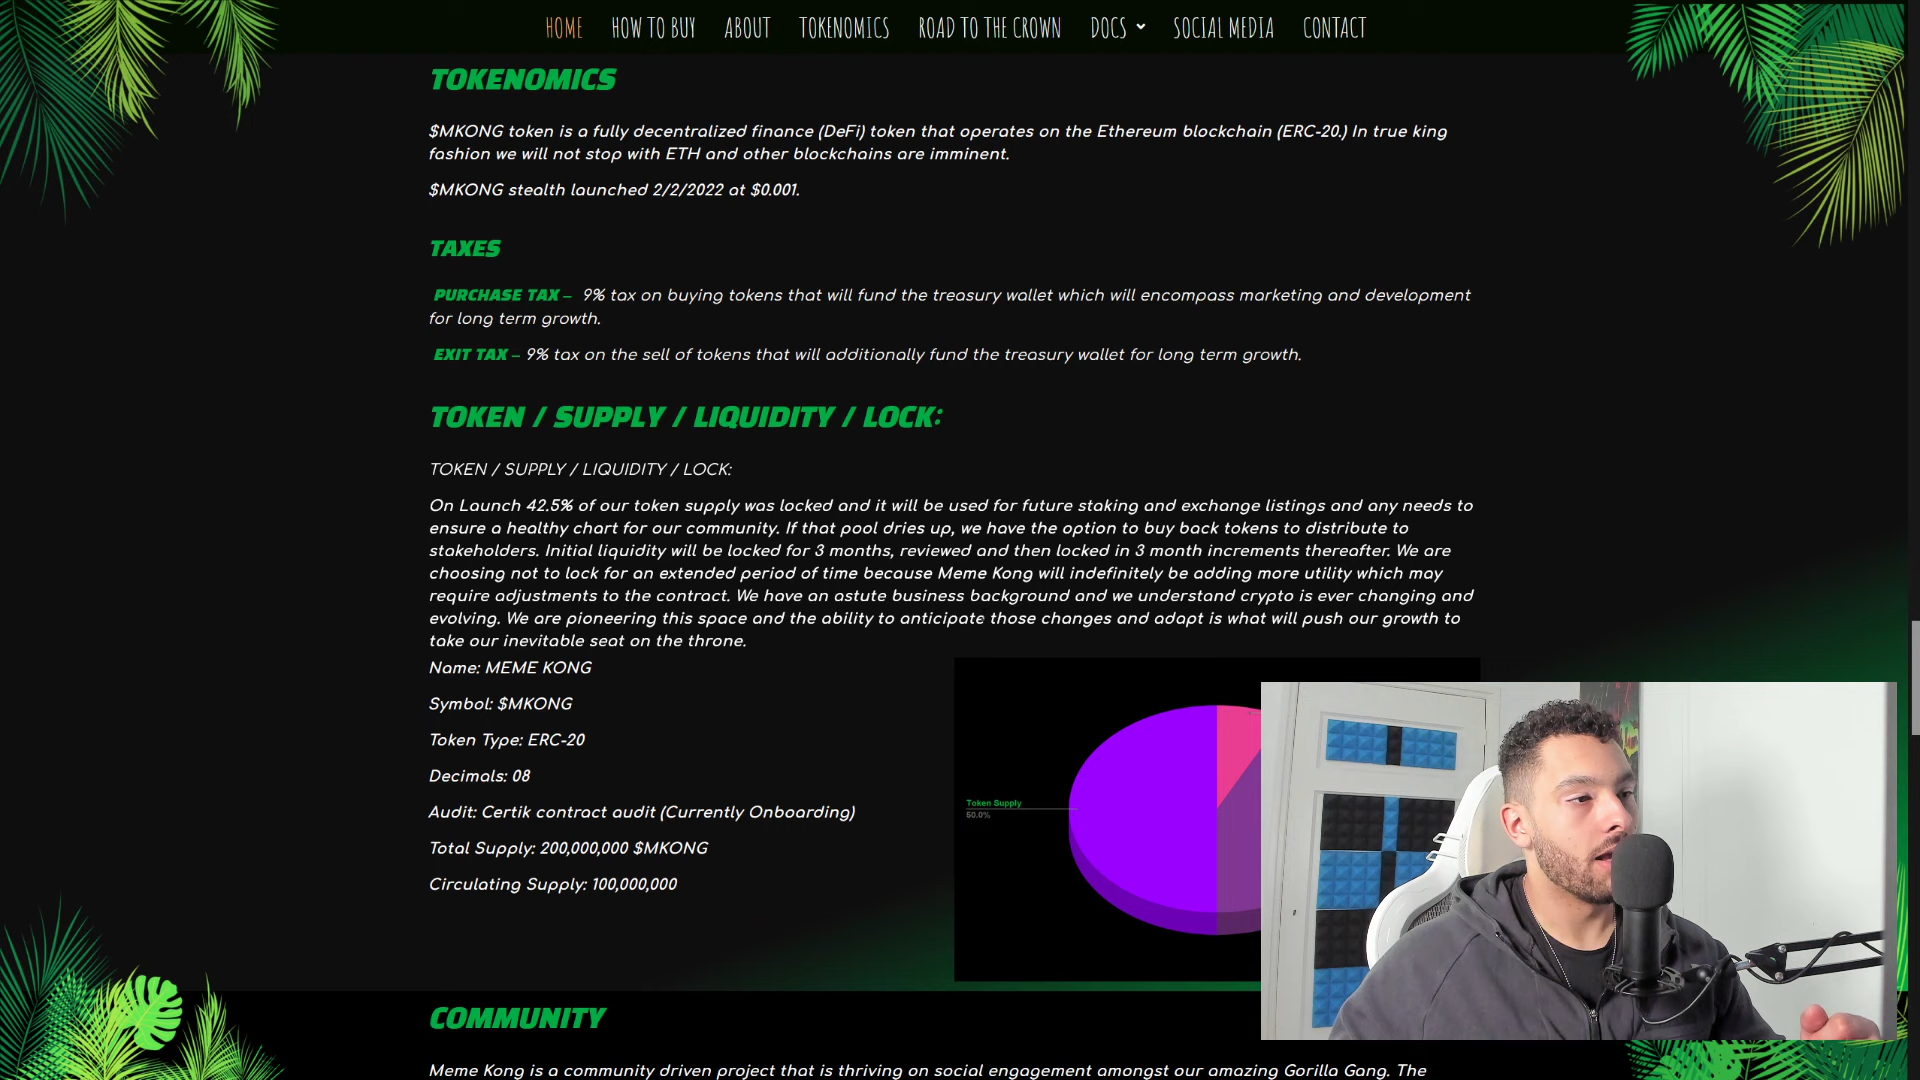 HOME HOW TO BUY ABOUT TOKENOMICS ROAD TO THE CROWN DOCS SOCIAL MEDIA CONTACT
TOKENOMICS
$MKONG token is a fully decentralized finance (DeFi) token that operates on the Ethereum blockchain (ERC-20.) In true king
fashion we will not stop with ETH and other blockchains are imminent.
$MKONG stealth launched 2/2/2022 at $0.001.
TAXES
PURCHASE TAX – 9% tax on buying tokens that will fund the treasury wallet which will encompass marketing and development
for long term growth.
EXIT TAX – 9% tax on the sell of tokens that will additionally fund the treasury wallet for long term growth.
TOKEN / SUPPLY / LIQUIDITY / LOCK:
TOKEN / SUPPLY / LIQUIDITY / LOCK:
On Launch 42.5% of our token supply was locked and it will be used for future staking and exchange listings and any needs to
ensure a healthy chart for our community. If that pool dries up, we have the option to buy back tokens to distribute to
stakeholders. Initial liquidity will be locked for 3 months, reviewed and then locked in 3 month increments thereafter. We are
choosing not to lock for an extended period of time because Meme Kong will indefinitely be adding more utility which may
require adjustments to the contract. We have an astute business background and we understand crypto is ever changing and
evolving. We are pioneering this space and the ability to anticipate those changes and adapt is what will push our growth to
take our inevitable seat on the throne.
Name: MEME KONG
Symbol: $MKONG
Token Type: ERC-20
Decimals: 08
Audit: Certik contract audit (Currently Onboarding)
Total Supply: 200,000,000 $MKONG
Circulating Supply: 100,000,000
Token Supply
50.0%
COMMUNITY
Meme Kong is a community driven project that is thriving on social engagement amongst our amazing Gorilla Gang. The